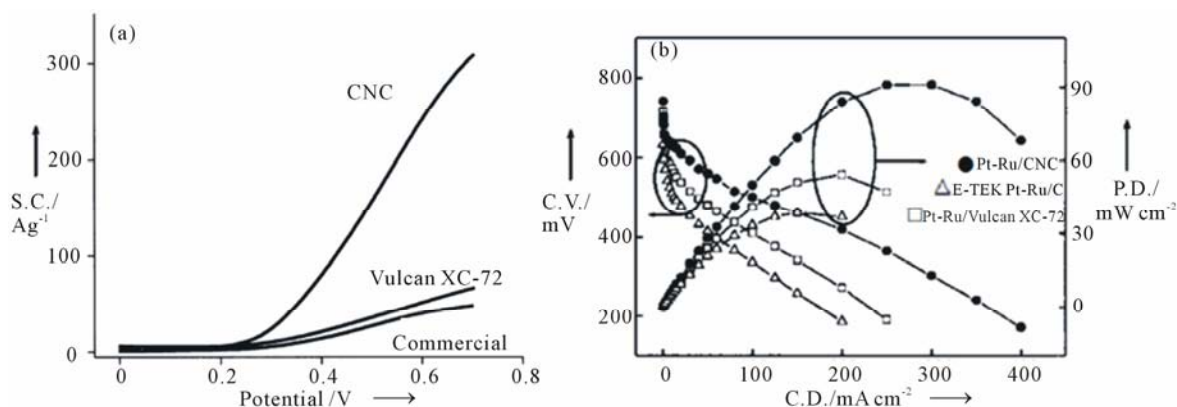 (a)
300
200
100
0
S.C./
Ag⁻¹
CNC
Vulcan XC-72
Commercial
0
0.2
0.4
0.6
0.8
Potential /V
(b)
800
600
400
200
C.V./
mV
90
60
30
0
P.D./
mW cm⁻²
Pt-Ru/CNC
E-TEK Pt-Ru/C
Pt-Ru/Vulcan XC-72
0
100
200
300
400
C.D./mA cm⁻²